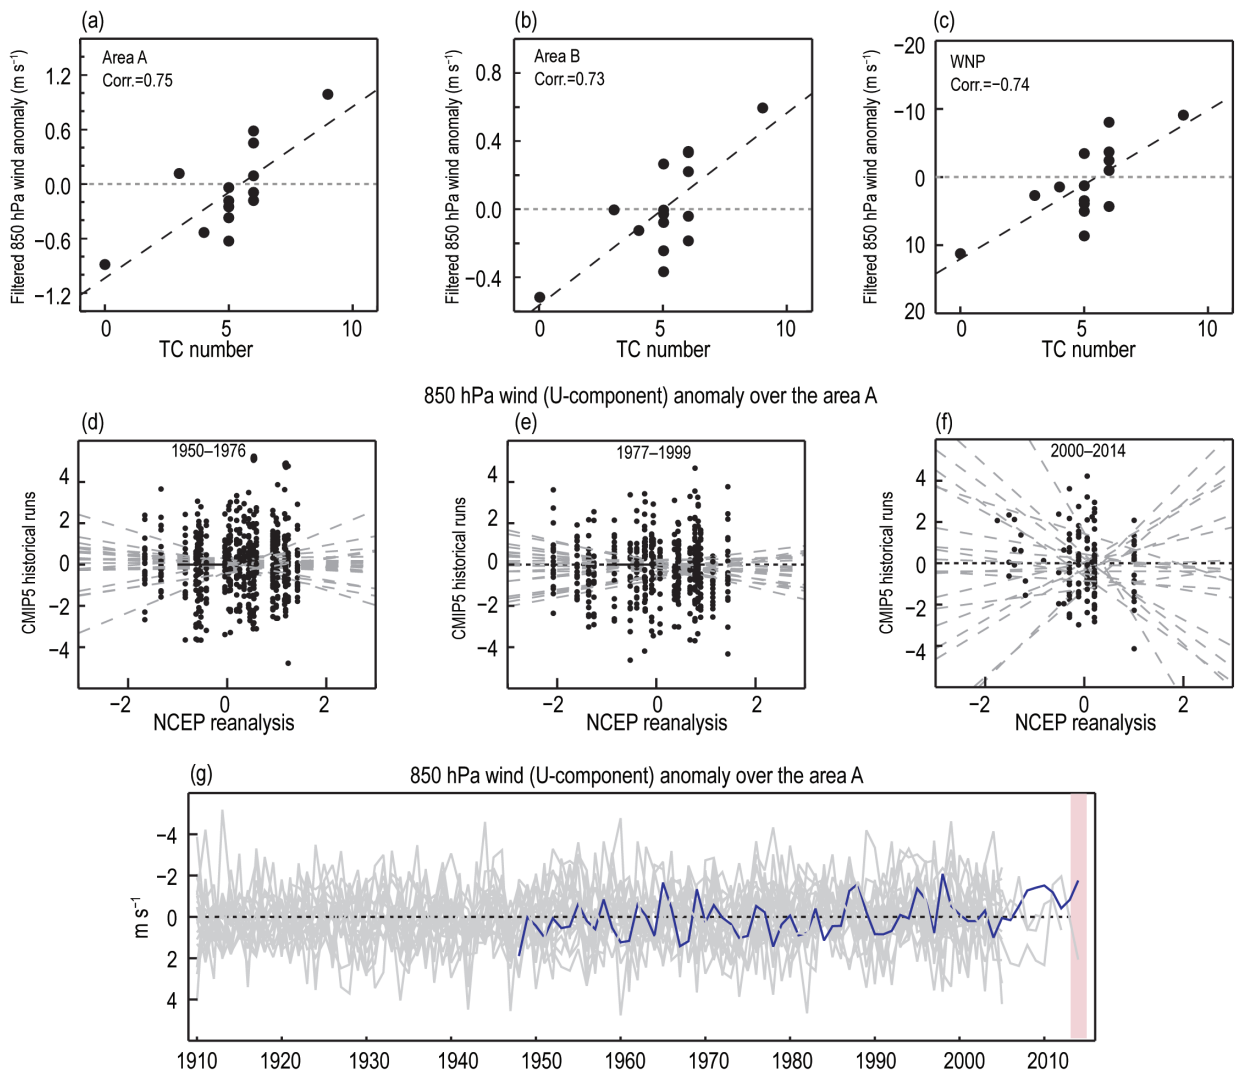 (a)
Area A
Corr.=0.75
Filtered 850 hPa wind anomaly (m s⁻¹)
1.2
0.6
0.0
−0.6
−1.2
0 5 10
TC number
(b)
Area B
Corr.=0.73
Filtered 850 hPa wind anomaly (m s⁻¹)
0.8
0.4
0.0
−0.4
0 5 10
TC number
(c)
WNP
Corr.=−0.74
Filtered 850 hPa wind anomaly (m s⁻¹)
−20
−10
0
10
20
0 5 10
TC number
850 hPa wind (U-component) anomaly over the area A
(d)
1950−1976
CMIP5 historical runs
4
2
0
−2
−4
−2 0 2
NCEP reanalysis
(e)
1977−1999
CMIP5 historical runs
4
2
0
−2
−4
−2 0 2
NCEP reanalysis
(f)
2000−2014
CMIP5 historical runs
4
2
0
−2
−4
−2 0 2
NCEP reanalysis
(g)
850 hPa wind (U-component) anomaly over the area A
m s⁻¹
−4
−2
0
2
4
1910 1920 1930 1940 1950 1960 1970 1980 1990 2000 2010